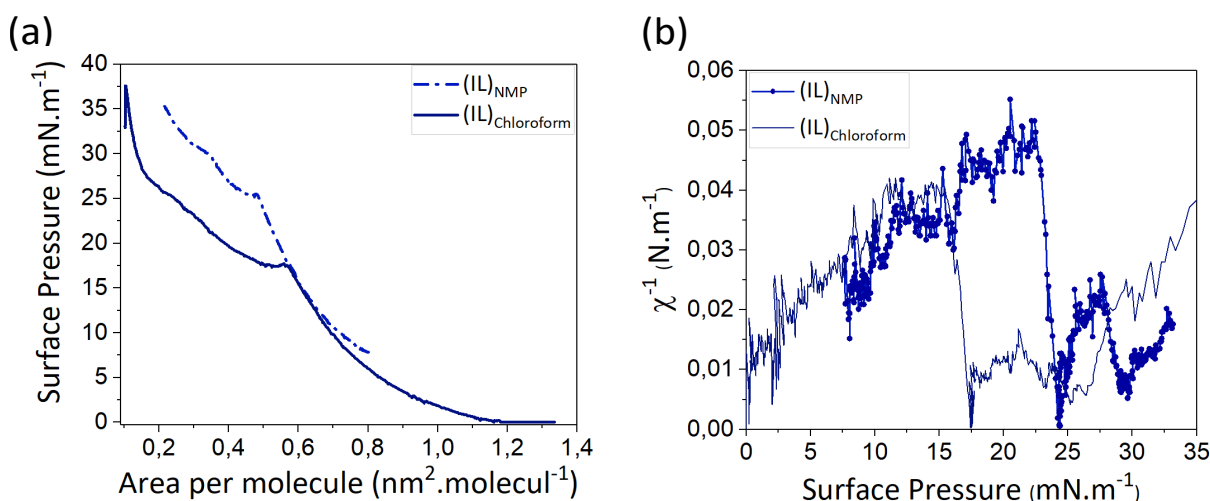 (a)
Surface Pressure (mN.m⁻¹)
40
35
30
25
20
15
10
5
0
(IL)NMP
(IL)Chloroform
0,2 0,4 0,6 0,8 1,0 1,2 1,4
Area per molecule (nm².molecul⁻¹)
(b)
χ⁻¹ (N.m⁻¹)
0,06
0,05
0,04
0,03
0,02
0,01
0,00
(IL)NMP
(IL)Chloroform
0 5 10 15 20 25 30 35
Surface Pressure (mN.m⁻¹)